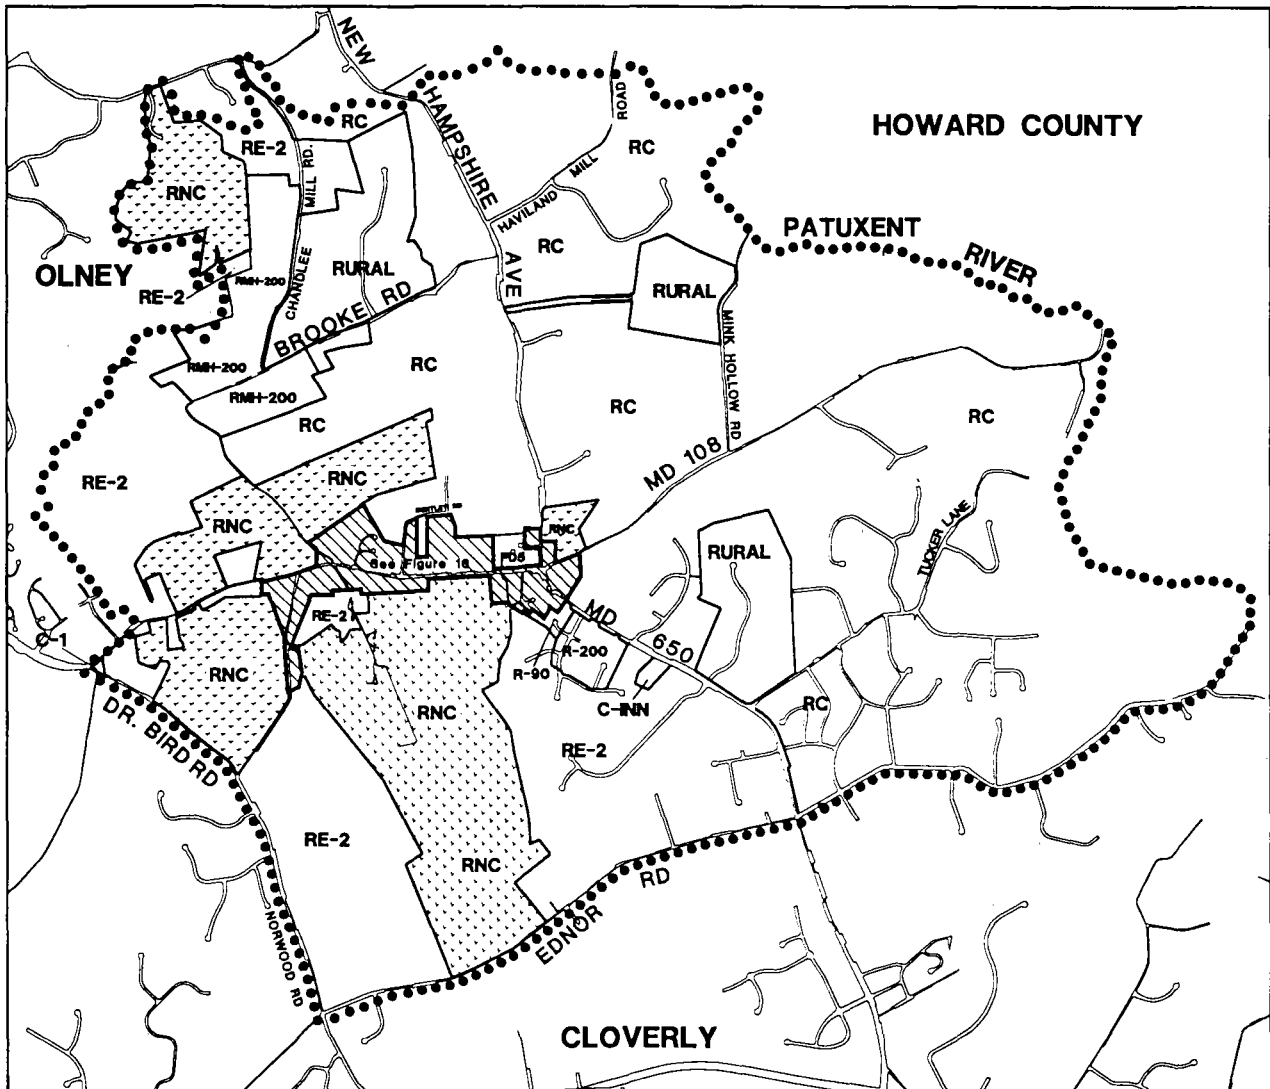 NEW
HAMPSHIRE
AVE
ROAD
MILL
HAVILAND
HOWARD COUNTY
RC
RC
RE-2
MILL RD.
CHANDLEE
RNC
PATUXENT
RIVER
RC
OLNEY
RURAL
RURAL
RE-2
RMH-200
BROOKE RD
MINK HOLLOW RD
RMH-200
RC
RMH-200
RC
RC
RC
MD 108
RE-2
RNC
RNC
RNC
TUCKER LANE
RURAL
See Figure 16
PDS
RE-2
MD 650
C-1
R-200
R-90
RNC
C-INN
RC
RNC
DR. BIRD RD
RE-2
RE-2
RNC
RD
EDNOR
NORWOOD RD
CLOVERLY